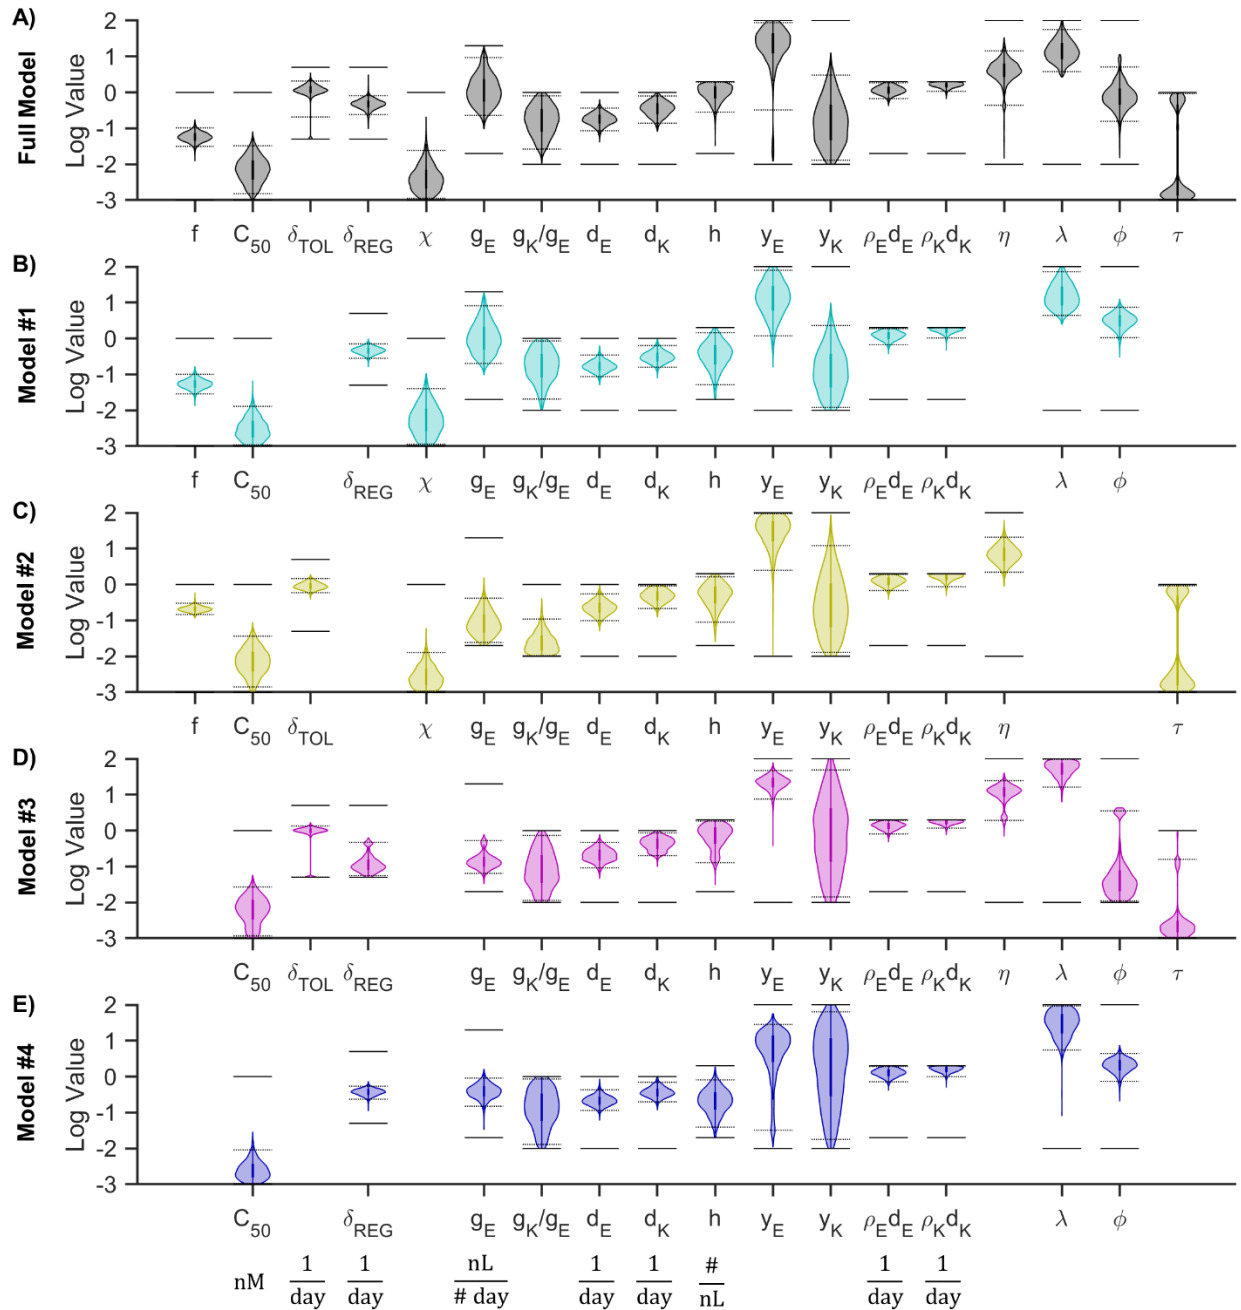 A)
Full Model
Log Value
2
1
0
-1
-2
-3
f C50 δTOL δREG χ gE gK/gE dE dK h yE yK ρEdE ρKdK η λ ϕ τ
B)
Model #1
Log Value
2
1
0
-1
-2
-3
f C50 δREG χ gE gK/gE dE dK h yE yK ρEdE ρKdK λ ϕ
C)
Model #2
Log Value
2
1
0
-1
-2
-3
f C50 δTOL χ gE gK/gE dE dK h yE yK ρEdE ρKdK η τ
D)
Model #3
Log Value
2
1
0
-1
-2
-3
C50 δTOL δREG gE gK/gE dE dK h yE yK ρEdE ρKdK η λ ϕ τ
E)
Model #4
Log Value
2
1
0
-1
-2
-3
C50 δREG gE gK/gE dE dK h yE yK ρEdE ρKdK λ ϕ
nM 1/day 1/day nL/# day 1/day 1/day #/nL 1/day 1/day